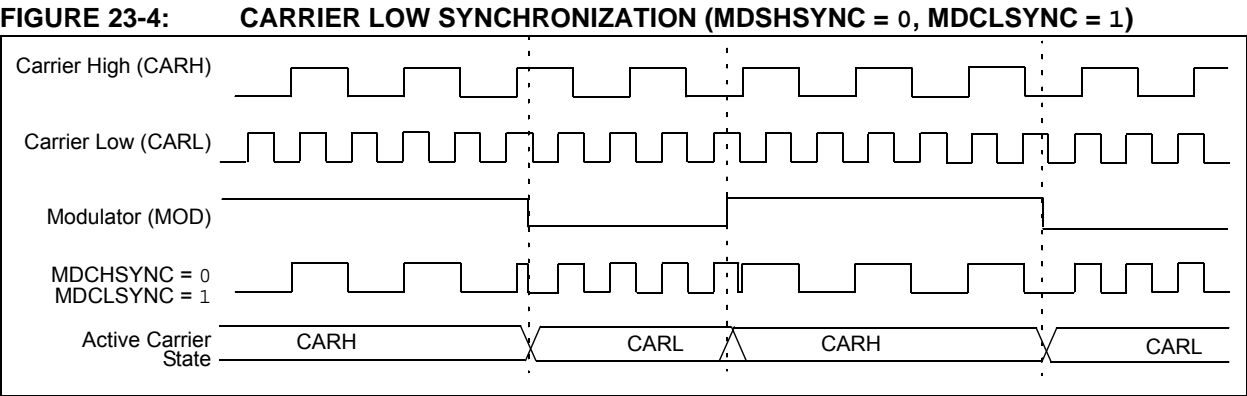 FIGURE 23-4: CARRIER LOW SYNCHRONIZATION (MDSHSYNC = 0, MDCLSYNC = 1)
Carrier High (CARH)
Carrier Low (CARL)
Modulator (MOD)
MDCHSYNC = 0
MDCLSYNC = 1
Active Carrier
State
CARH
CARL
CARH
CARL